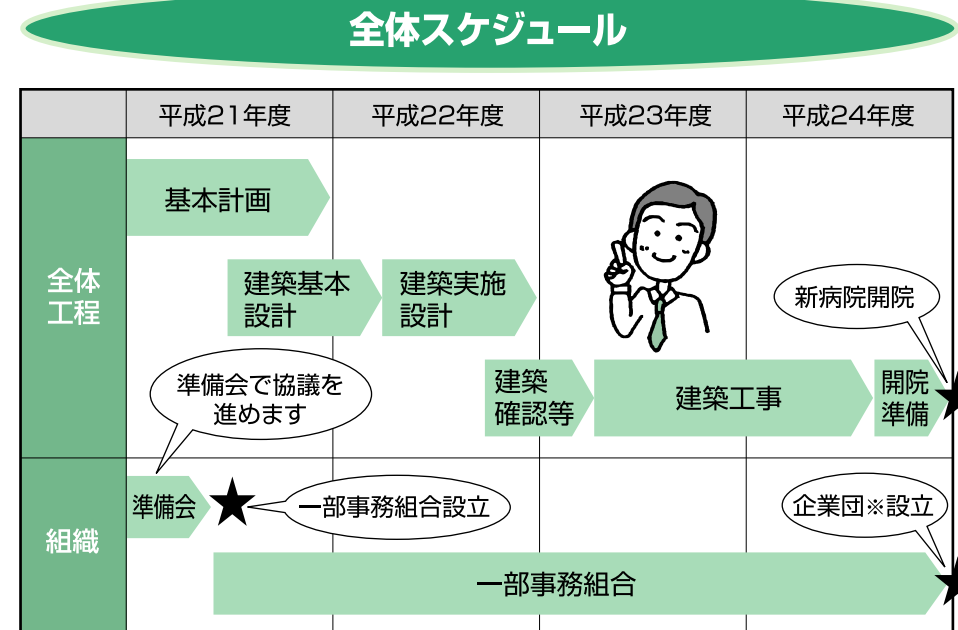 全体スケジュール
平成21年度
平成22年度
平成23年度
平成24年度
全体
工程
基本計画
建築基本
設計
建築実施
設計
新病院開院
建築
確認等
建築工事
開院
準備
準備会で協議を
進めます
組織
準備会
一部事務組合設立
企業団※設立
一部事務組合